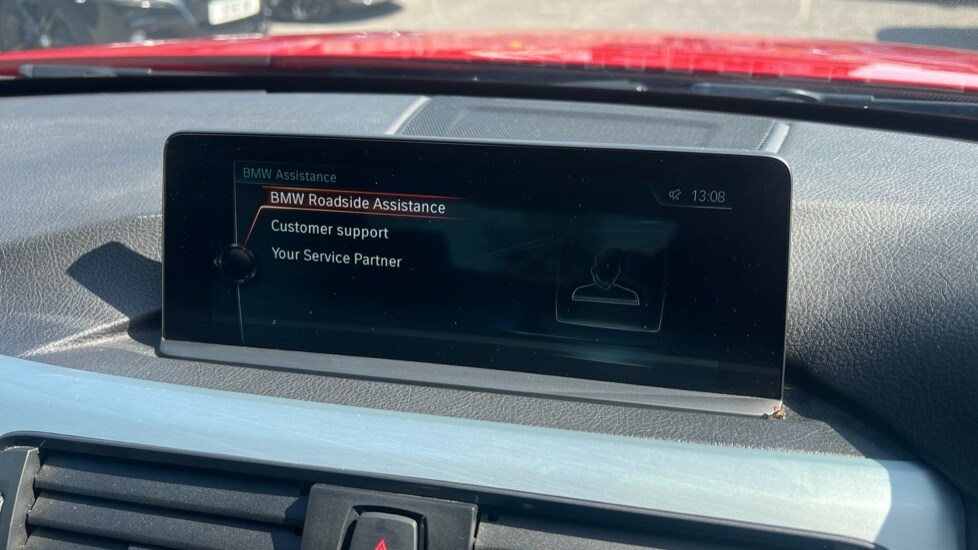 BMW Assistance
BMW Roadside Assistance
13:08
Customer support
Your Service Partner